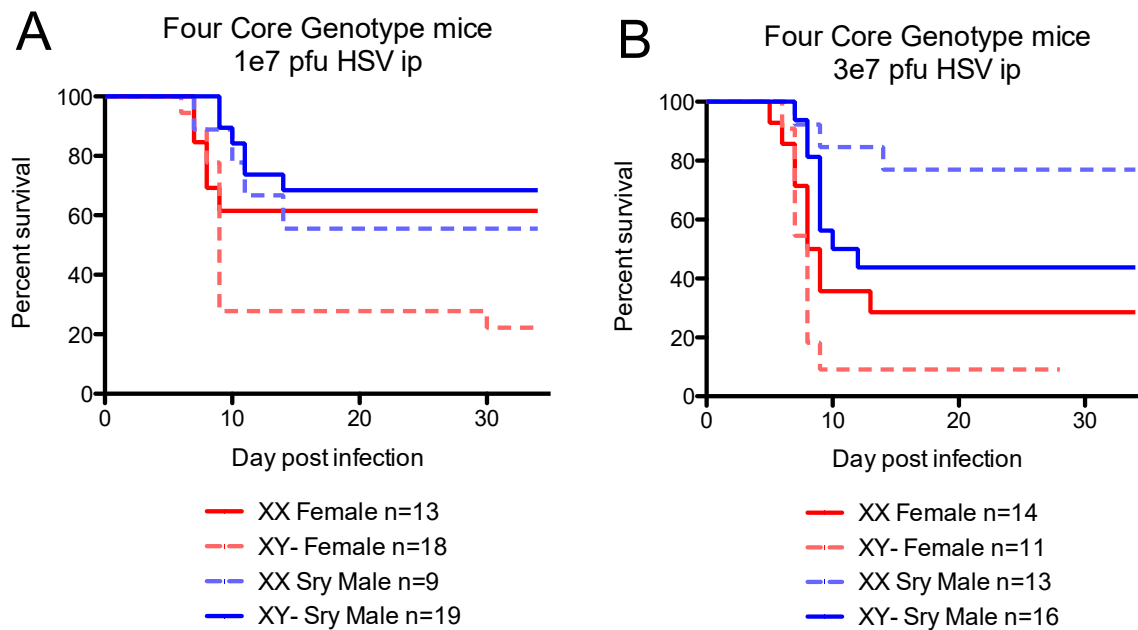 A
Four Core Genotype mice
1e7 pfu HSV ip
Percent survival
100
80
60
40
20
0
0 10 20 30
Day post infection
XX Female n=13
XY- Female n=18
XX Sry Male n=9
XY- Sry Male n=19
B
Four Core Genotype mice
3e7 pfu HSV ip
Percent survival
100
80
60
40
20
0
0 10 20 30
Day post infection
XX Female n=14
XY- Female n=11
XX Sry Male n=13
XY- Sry Male n=16